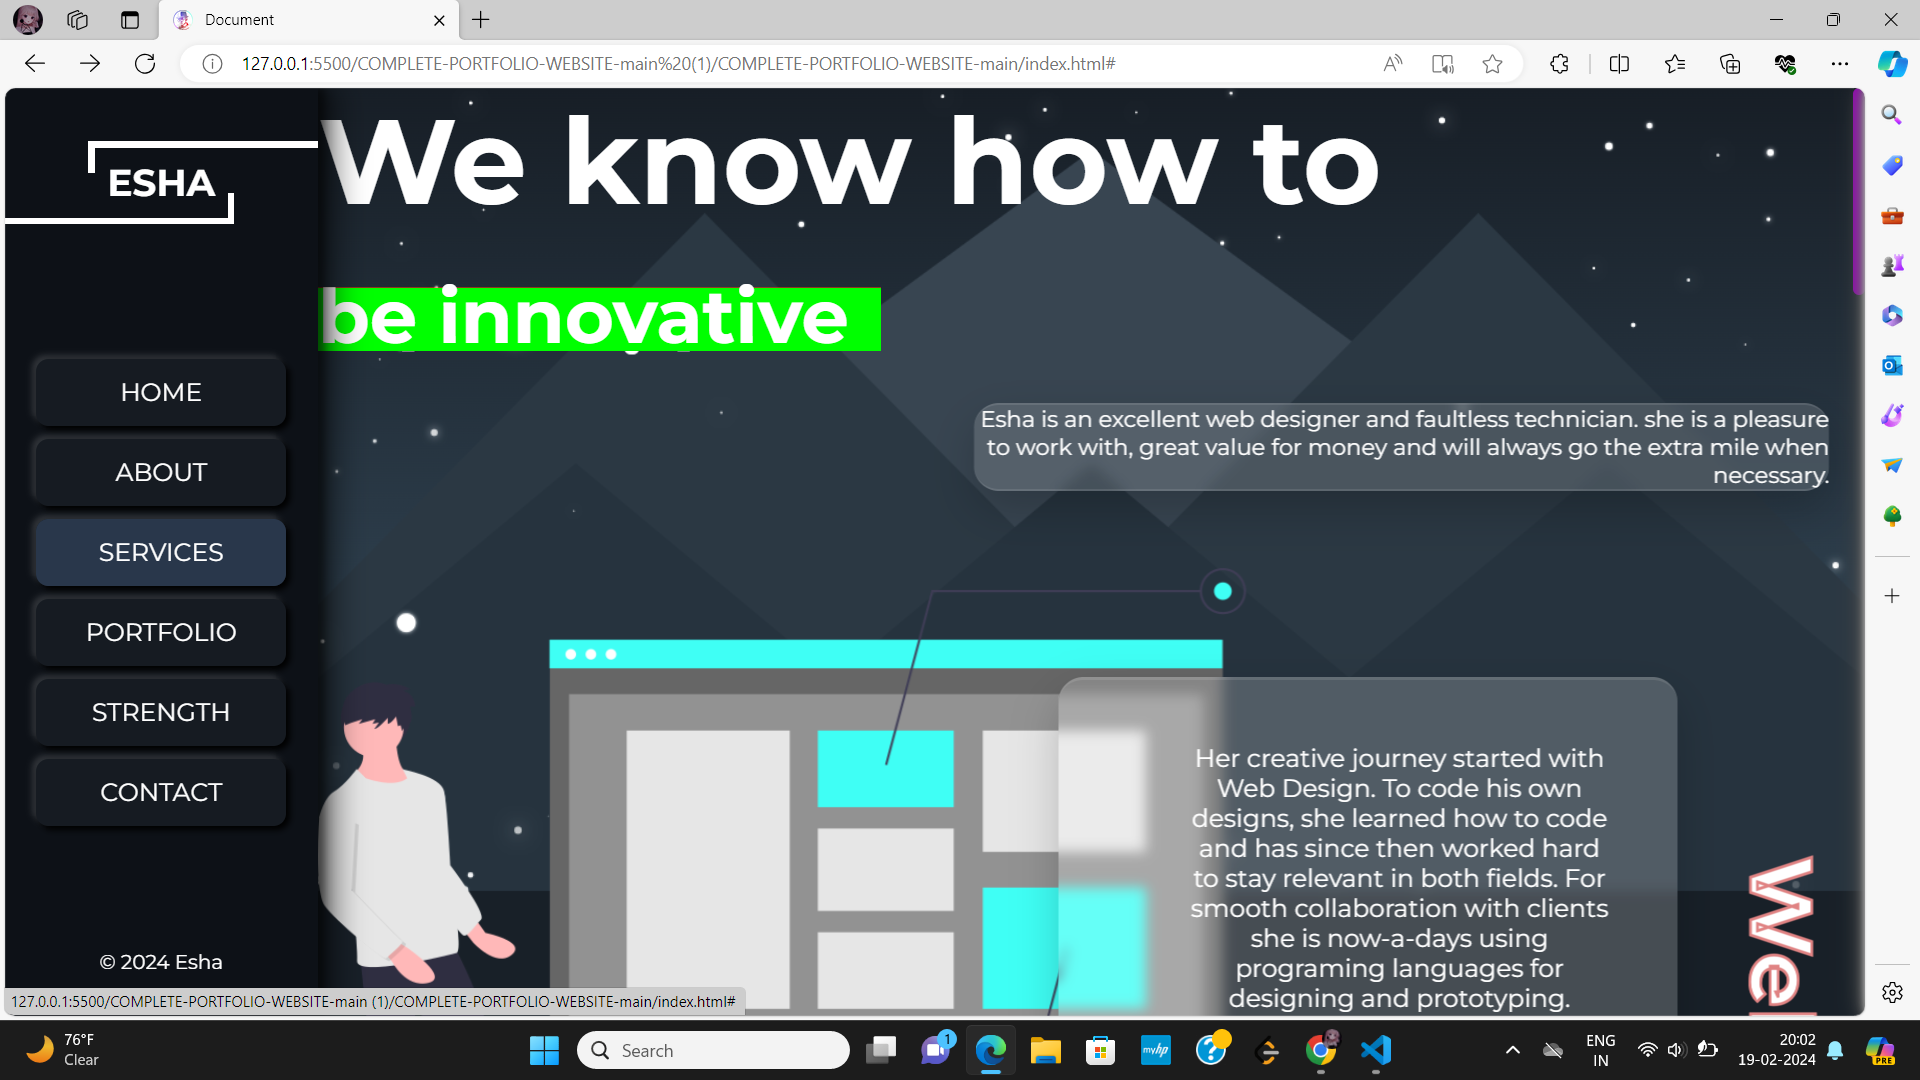 Document
127.0.0.1:5500/COMPLETE-PORTFOLIO-WEBSITE-main%20(1)/COMPLETE-PORTFOLIO-WEBSITE-main/index.html#
ESHA
We know how to
be innovative
HOME
ABOUT
SERVICES
PORTFOLIO
STRENGTH
CONTACT
© 2024 Esha
Esha is an excellent web designer and faultless technician. she is a pleasure
to work with, great value for money and will always go the extra mile when
necessary.
Her creative journey started with
Web Design. To code his own
designs, she learned how to code
and has since then worked hard
to stay relevant in both fields. For
smooth collaboration with clients
she is now-a-days using
programing languages for
designing and prototyping.
We
127.0.0.1:5500/COMPLETE-PORTFOLIO-WEBSITE-main (1)/COMPLETE-PORTFOLIO-WEBSITE-main/index.html#
76°F
Clear
Search
1
myhp
ENG
IN
20:02
19-02-2024
PRE